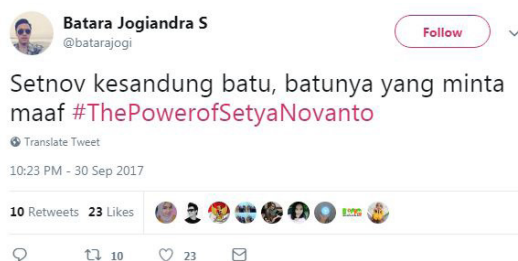 Batara Jogiandra S
@batarajogi
Follow
Setnov kesandung batu, batunya yang minta
maaf #ThePowerofSetyaNovanto
Translate Tweet
10:23 PM - 30 Sep 2017
10 Retweets 23 Likes
10 23